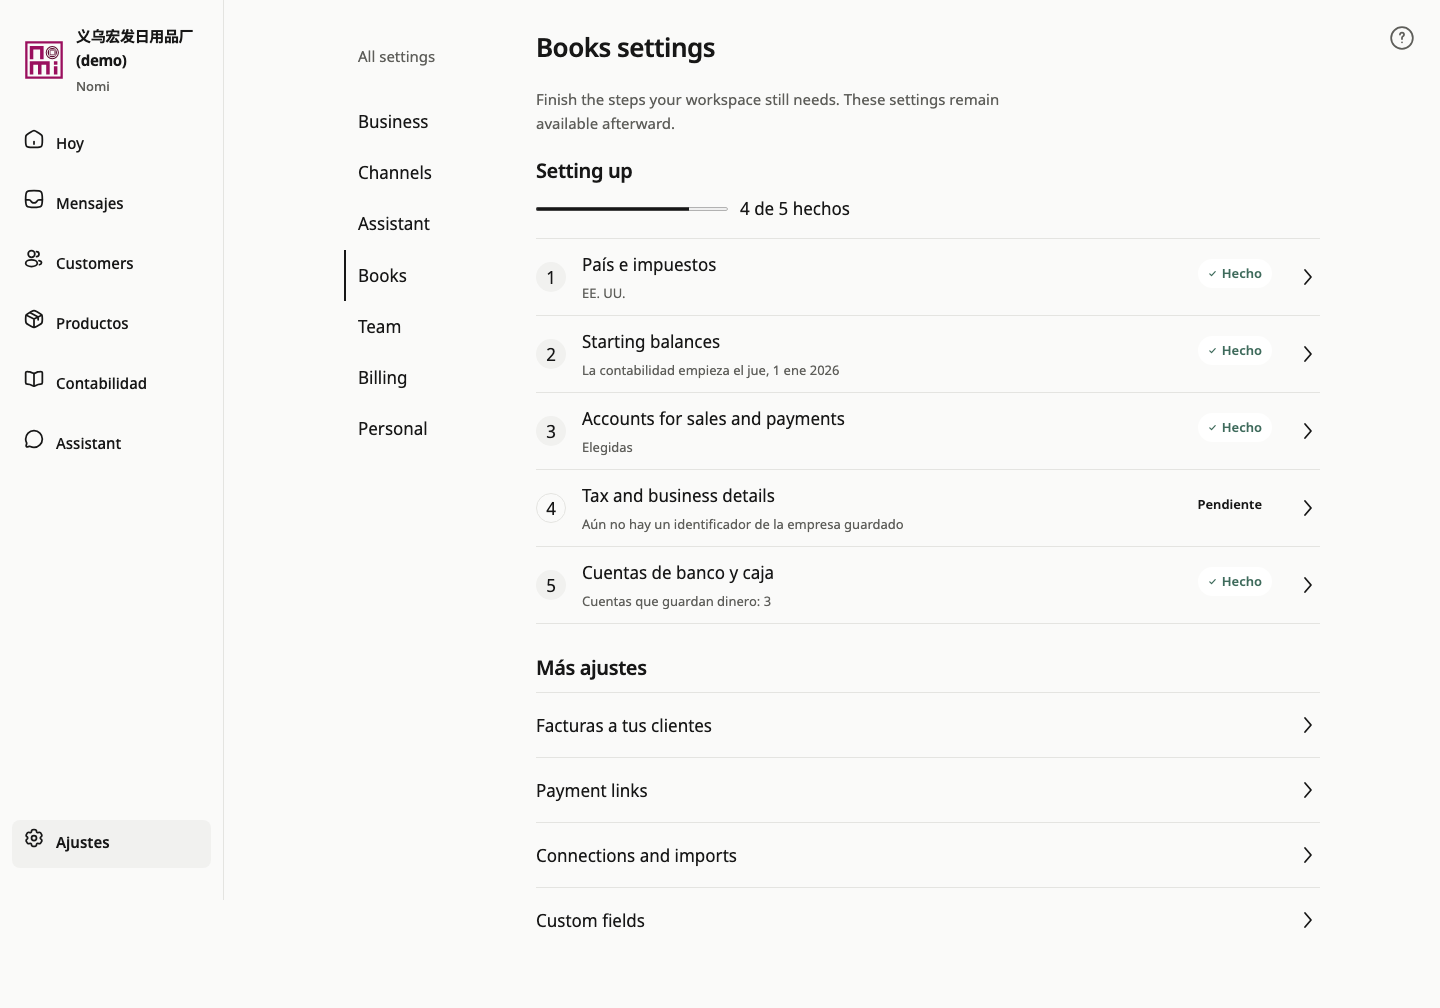 义乌宏发日用品厂
(demo)
Nomi
Hoy
Mensajes
Customers
Productos
Contabilidad
Assistant
Ajustes
All settings
Business
Channels
Assistant
Books
Team
Billing
Personal
Books settings
Finish the steps your workspace still needs. These settings remain
available afterward.
Setting up
4 de 5 hechos
1
País e impuestos
EE. UU.
Hecho
2
Starting balances
La contabilidad empieza el jue, 1 ene 2026
Hecho
3
Accounts for sales and payments
Elegidas
Hecho
4
Tax and business details
Aún no hay un identificador de la empresa guardado
Pendiente
5
Cuentas de banco y caja
Cuentas que guardan dinero: 3
Hecho
Más ajustes
Facturas a tus clientes
Payment links
Connections and imports
Custom fields